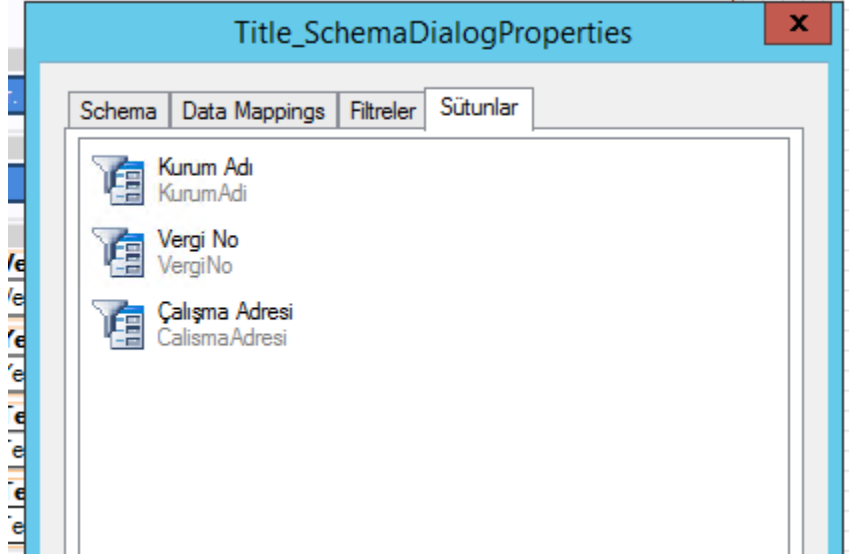 Title_SchemaDialogProperties
x
Schema Data Mappings Filtreler Sütunlar
Kurum Adı
KurumAdi
Vergi No
VergiNo
Çalışma Adresi
CalismaAdresi